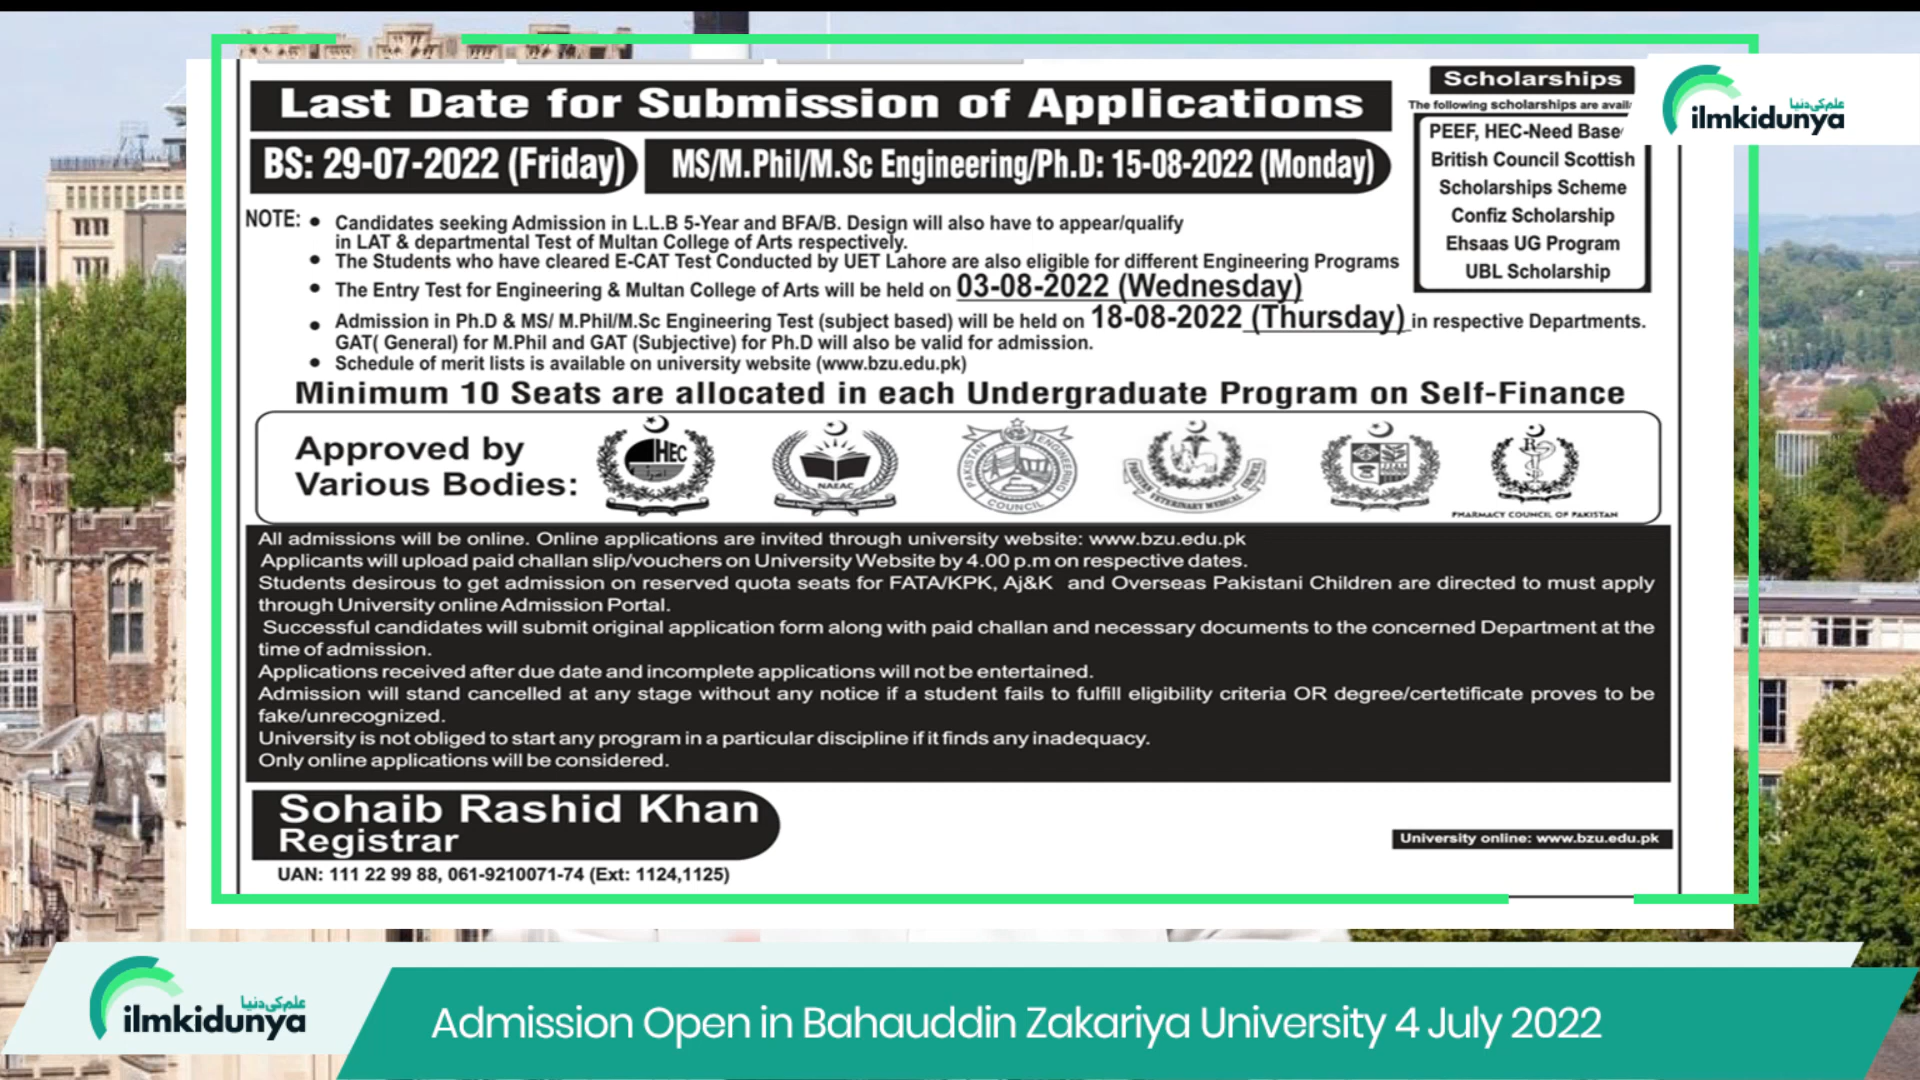 Last Date for Submission of Applications
BS: 29-07-2022 (Friday)
MS/M.Phil/M.Sc Engineering/Ph.D: 15-08-2022 (Monday)
Scholarships
The following scholarships are
PEEF, HEC-Need
British Council Scottish
Scholarships Scheme
Confiz Scholarship
Ehsaas UG Program
UBL Scholarship
علم کی دنیا
ilmkidunya
NOTE: • Candidates seeking Admission in L.L.B 5-Year and BFA/B. Design will also have to appear/qualify
in LAT & departmental Test of Multan College of Arts respectively.
• The Students who have cleared E-CAT Test Conducted by UET Lahore are also eligible for different Engineering Programs
• The Entry Test for Engineering & Multan College of Arts will be held on 03-08-2022 (Wednesday)
• Admission in Ph.D & MS/ M.Phil/M.Sc Engineering Test (subject based) will be held on 18-08-2022 (Thursday) in respective Departments.
GAT( General) for M.Phil and GAT (Subjective) for Ph.D will also be valid for admission.
• Schedule of merit lists is available on university website (www.bzu.edu.pk)
Minimum 10 Seats are allocated in each Undergraduate Program on Self-Finance
Approved by
Various Bodies:
HEC
NAEAC
PAKISTAN ENGINEERING COUNCIL
PAKISTAN VETERINARY MEDICAL COUNCIL
PHARMACY COUNCIL OF PAKISTAN
All admissions will be online. Online applications are invited through university website: www.bzu.edu.pk
Applicants will upload paid challan slip/vouchers on University Website by 4.00 p.m on respective dates.
Students desirous to get admission on reserved quota seats for FATA/KPK, Aj&K and Overseas Pakistani Children are directed to must apply
through University online Admission Portal.
Successful candidates will submit original application form along with paid challan and necessary documents to the concerned Department at the
time of admission.
Applications received after due date and incomplete applications will not be entertained.
Admission will stand cancelled at any stage without any notice if a student fails to fulfill eligibility criteria OR degree/certetificate proves to be
fake/unrecognized.
University is not obliged to start any program in a particular discipline if it finds any inadequacy.
Only online applications will be considered.
Sohaib Rashid Khan
Registrar
UAN: 111 22 99 88, 061-9210071-74 (Ext: 1124,1125)
University online: www.bzu.edu.pk
علم کی دنیا
ilmkidunya
Admission Open in Bahauddin Zakariya University 4 July 2022